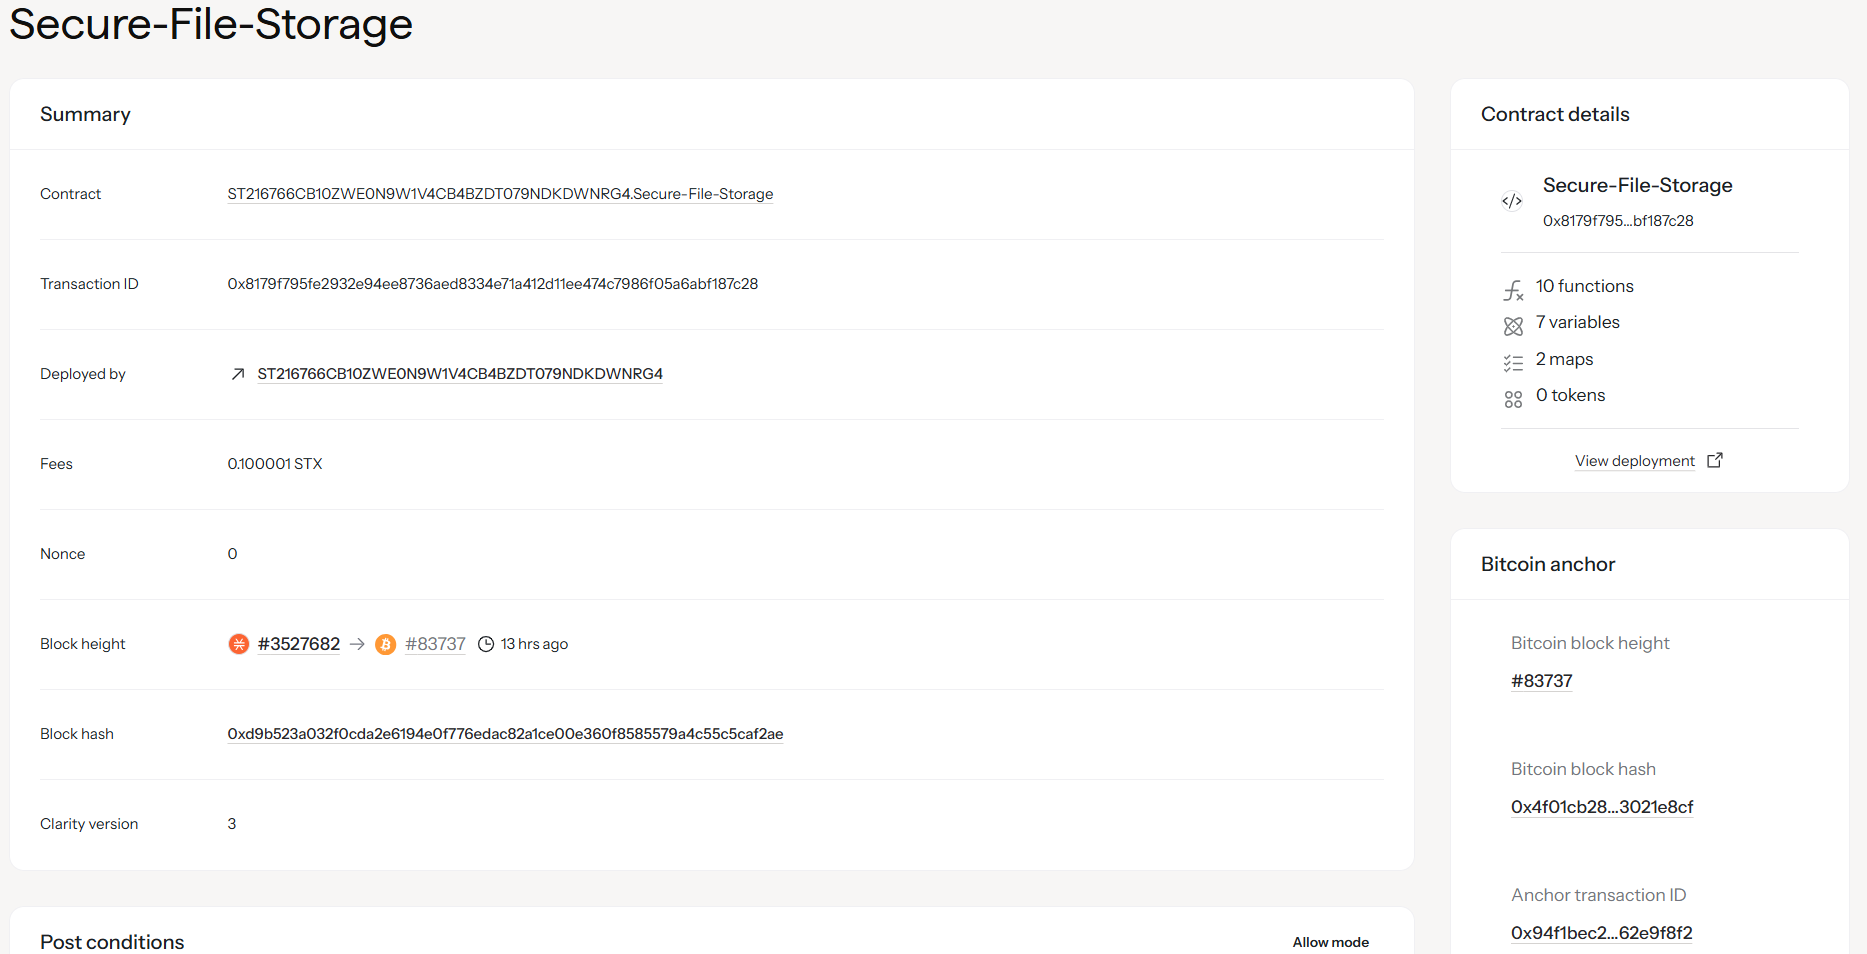 Secure-File-Storage
Summary
Contract
ST216766CB10ZWE0N9W1V4CB4BZDT079NDKDWNRG4.Secure-File-Storage
Transaction ID
0x8179f795fe2932e94ee8736aed8334e71a412d11ee474c7986f05a6abf187c28
Deployed by
ST216766CB10ZWE0N9W1V4CB4BZDT079NDKDWNRG4
Fees
0.100001 STX
Nonce
0
Block height
#3527682 → #83737 13 hrs ago
Block hash
0xd9b523a032f0cda2e6194e0f776edac82a1ce00e360f8585579a4c55c5caf2ae
Clarity version
3
Post conditions
Allow mode
Contract details
Secure-File-Storage
0x8179f795...bf187c28
10 functions
7 variables
2 maps
0 tokens
View deployment
Bitcoin anchor
Bitcoin block height
#83737
Bitcoin block hash
0x4f01cb28...3021e8cf
Anchor transaction ID
0x94f1bec2...62e9f8f2